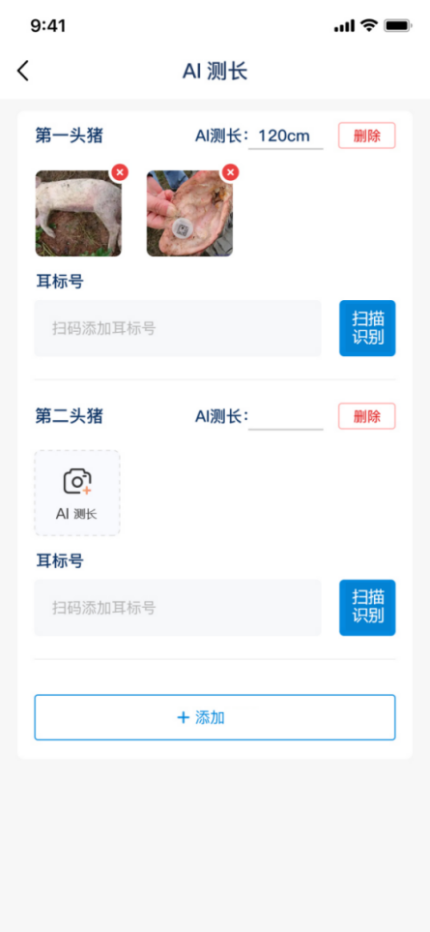 9:41
AI 测长
第一头猪 AI测长: 120cm 删除
耳标号
扫码添加耳标号
扫描
识别
第二头猪 AI测长: 删除
AI 测长
耳标号
扫码添加耳标号
扫描
识别
+ 添加